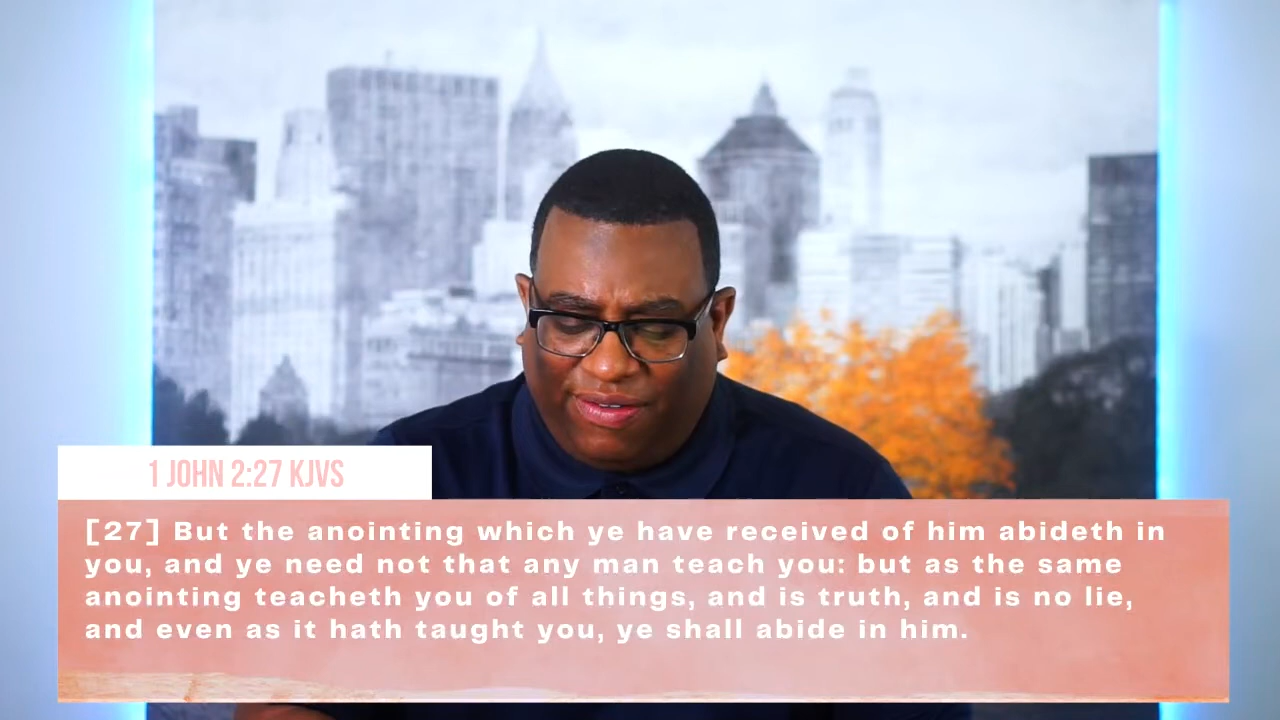 1 JOHN 2:27 KJVS
[27] But the anointing which ye have received of him abideth in
you, and ye need not that any man teach you: but as the same
anointing teacheth you of all things, and is truth, and is no lie,
and even as it hath taught you, ye shall abide in him.